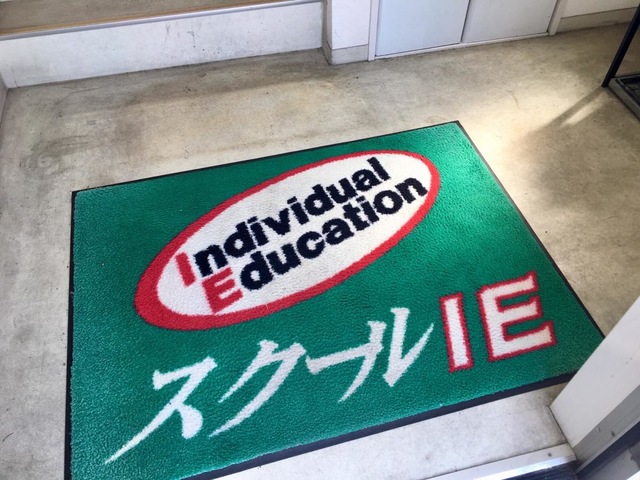 Individual
Education
スクールIE